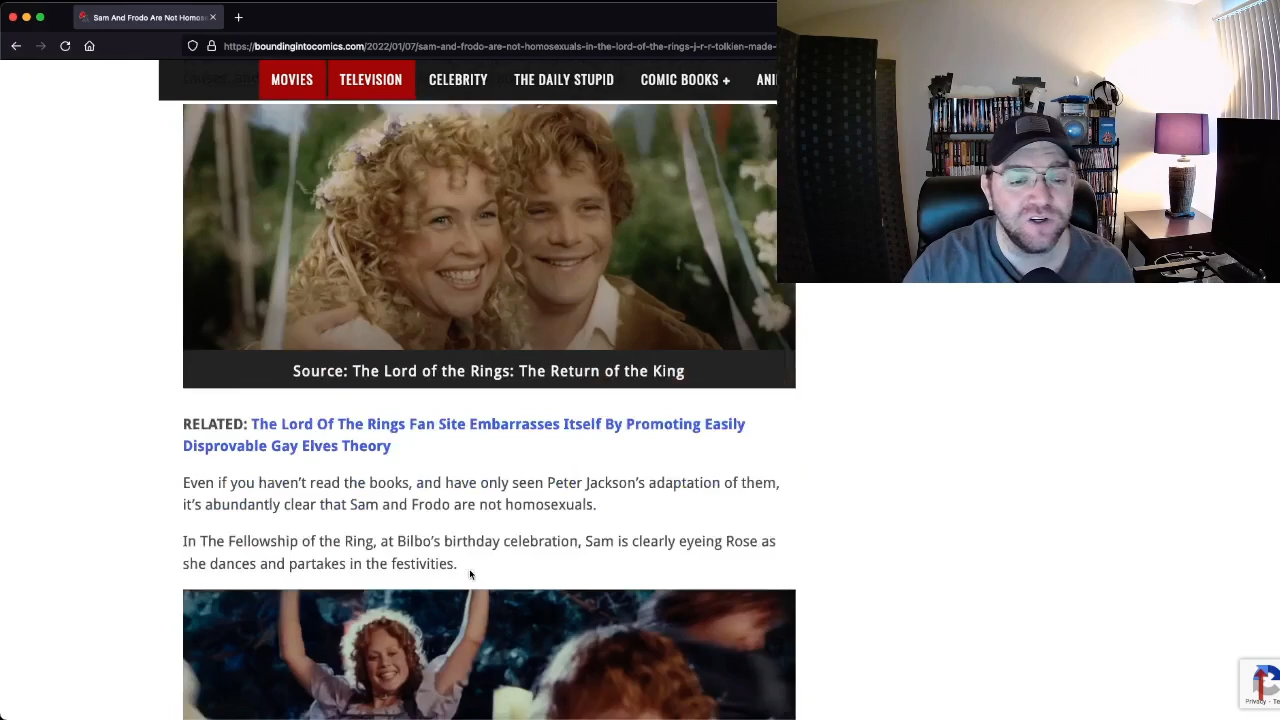 Sam And Frodo Are Not Homose
https://boundingintocomics.com/2022/01/07/sam-and-frodo-are-not-homosexuals-in-the-lord-of-the-rings-j-r-r-tolkien-made-
MOVIES TELEVISION CELEBRITY THE DAILY STUPID COMIC BOOKS + ANI
Source: The Lord of the Rings: The Return of the King
RELATED: The Lord Of The Rings Fan Site Embarrasses Itself By Promoting Easily
Disprovable Gay Elves Theory
Even if you haven't read the books, and have only seen Peter Jackson's adaptation of them,
it's abundantly clear that Sam and Frodo are not homosexuals.
In The Fellowship of the Ring, at Bilbo's birthday celebration, Sam is clearly eyeing Rose as
she dances and partakes in the festivities.
Privacy - Te